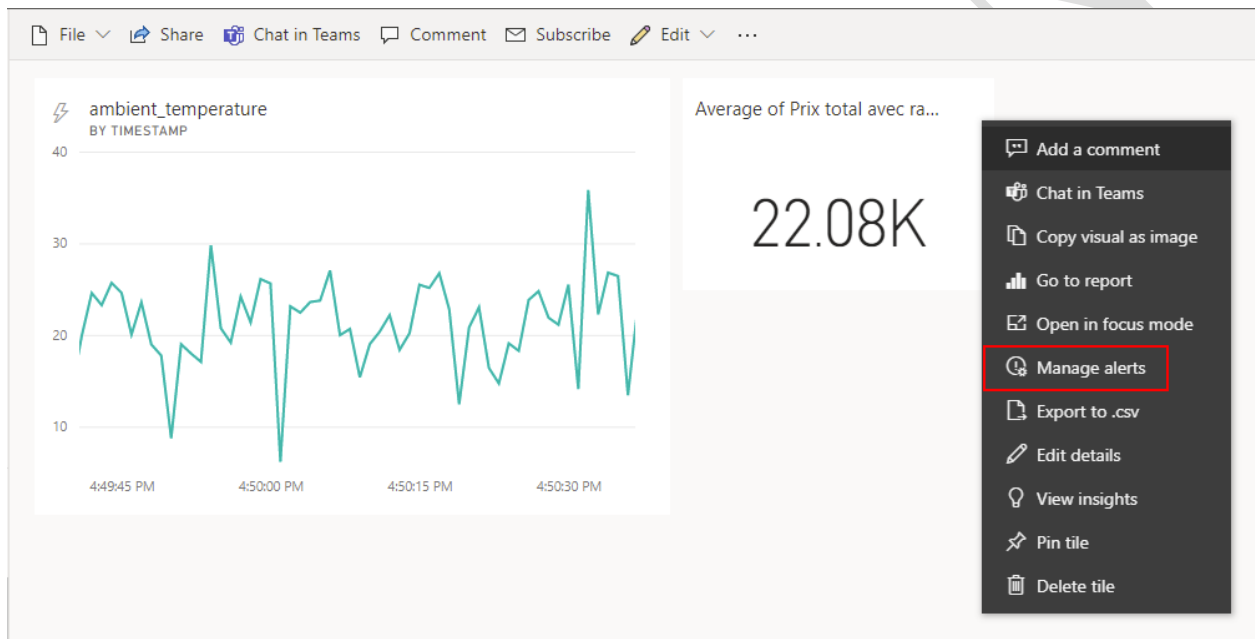 File Share Chat in Teams Comment Subscribe Edit ...
ambient_temperature
BY TIMESTAMP
40
30
20
10
4:49:45 PM 4:50:00 PM 4:50:15 PM 4:50:30 PM
Average of Prix total avec ra...
22.08K
Add a comment
Chat in Teams
Copy visual as image
Go to report
Open in focus mode
Manage alerts
Export to .csv
Edit details
View insights
Pin tile
Delete tile